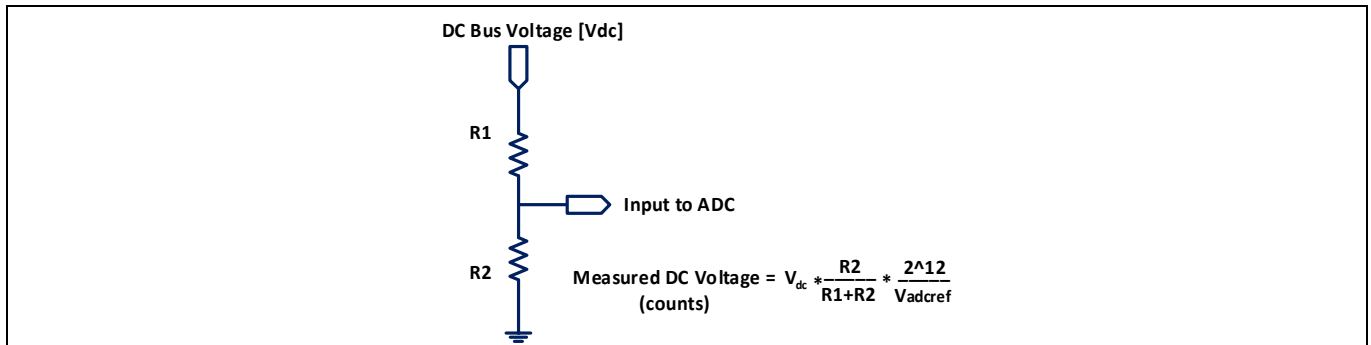 DC Bus Voltage [Vdc]
R1
Input to ADC
R2
Measured DC Voltage = Vdc * R2 / R1+R2 * 2^12 / Vadcref
(counts)